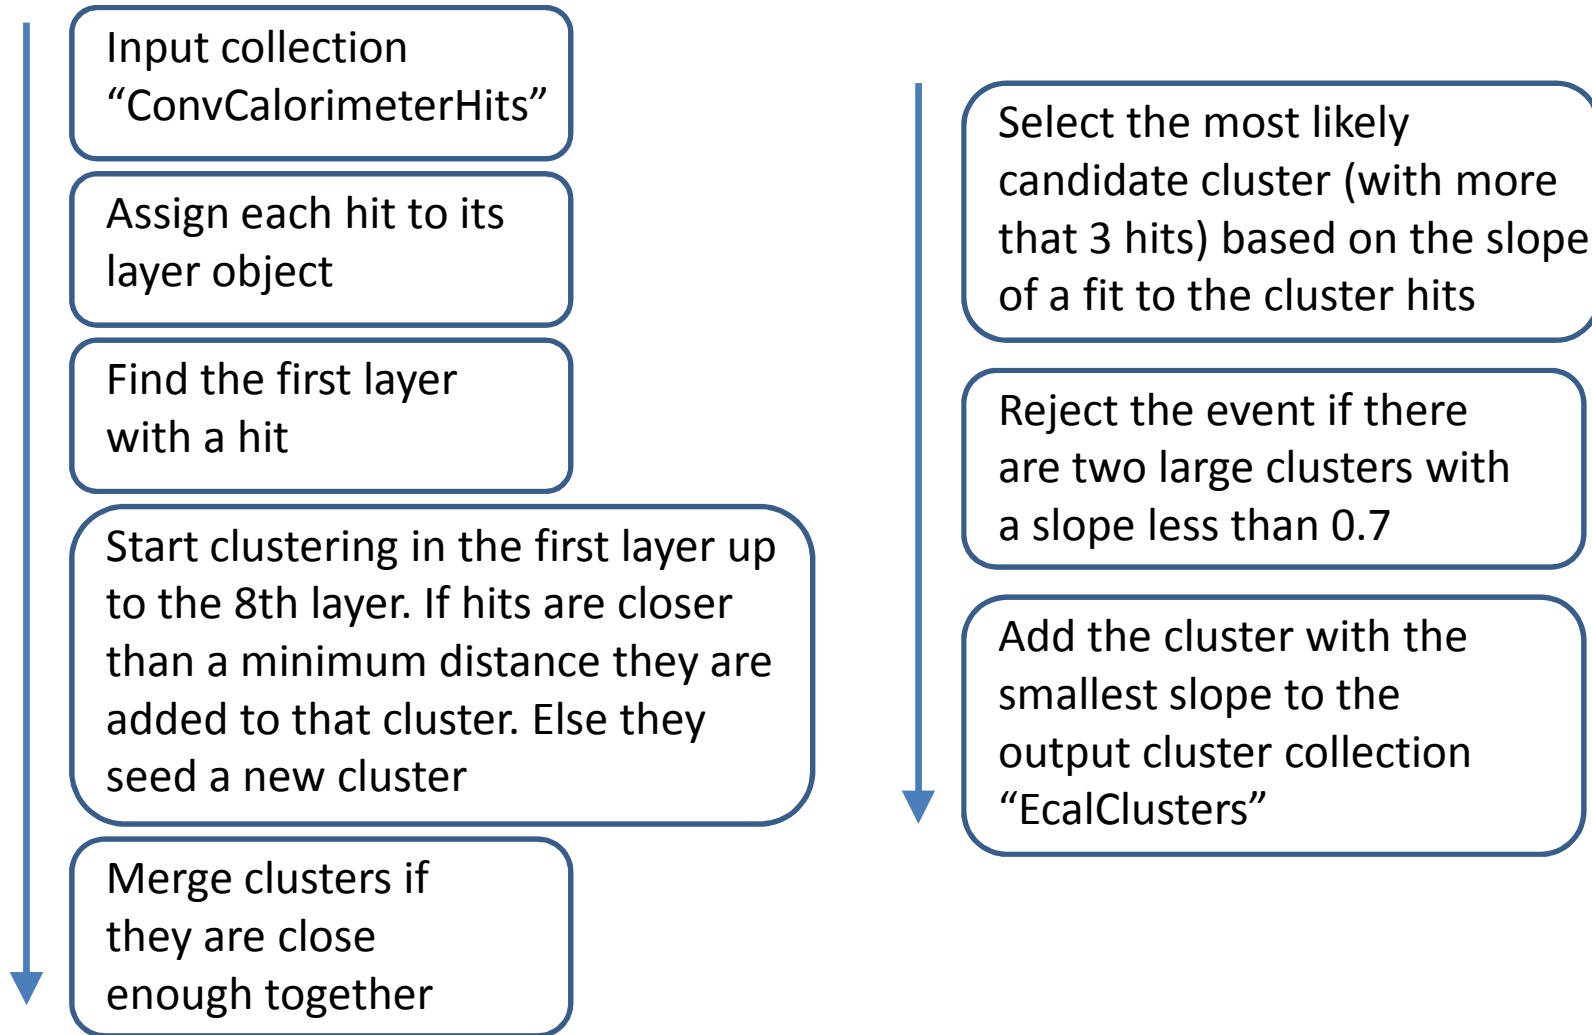 Input collection
“ConvCalorimeterHits”
Assign each hit to its
layer object
Find the first layer
with a hit
Start clustering in the first layer up
to the 8th layer. If hits are closer
than a minimum distance they are
added to that cluster. Else they
seed a new cluster
Merge clusters if
they are close
enough together
Select the most likely
candidate cluster (with more
that 3 hits) based on the slope
of a fit to the cluster hits
Reject the event if there
are two large clusters with
a slope less than 0.7
Add the cluster with the
smallest slope to the
output cluster collection
“EcalClusters”